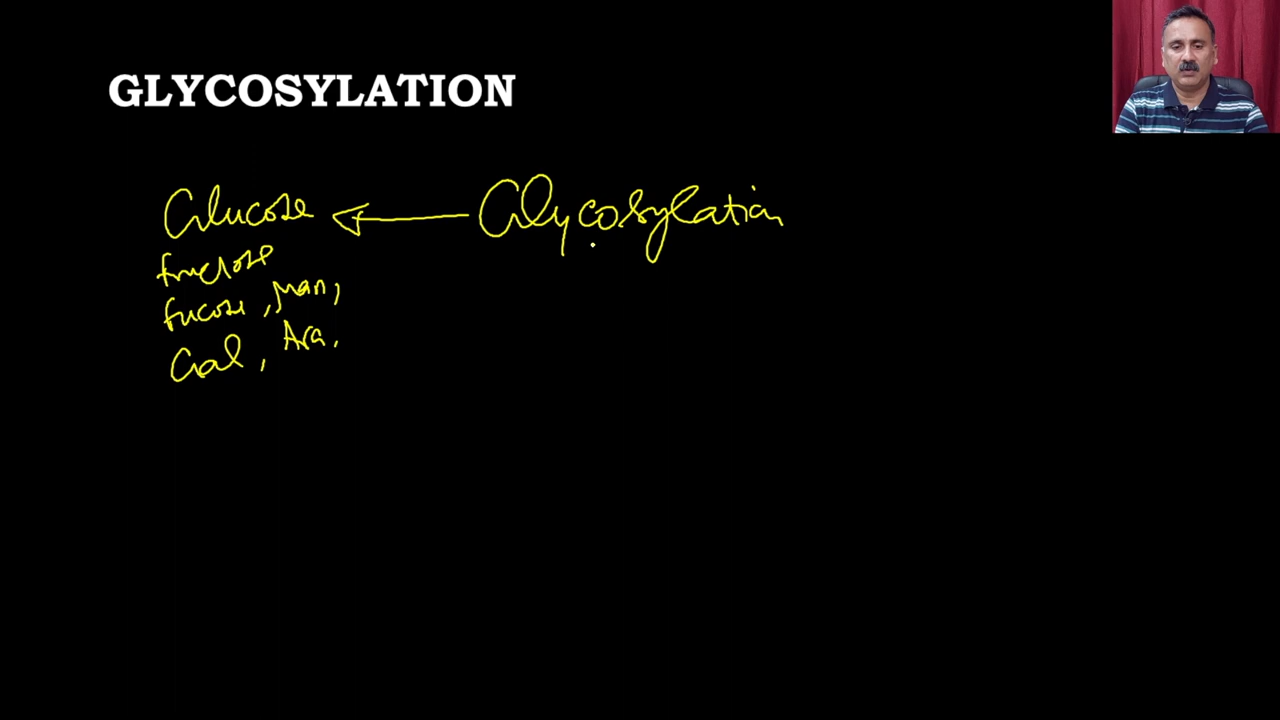 GLYCOSYLATION
Glucose ← Glycosylation
fructose
fucose, Man,
Gal, Ara,